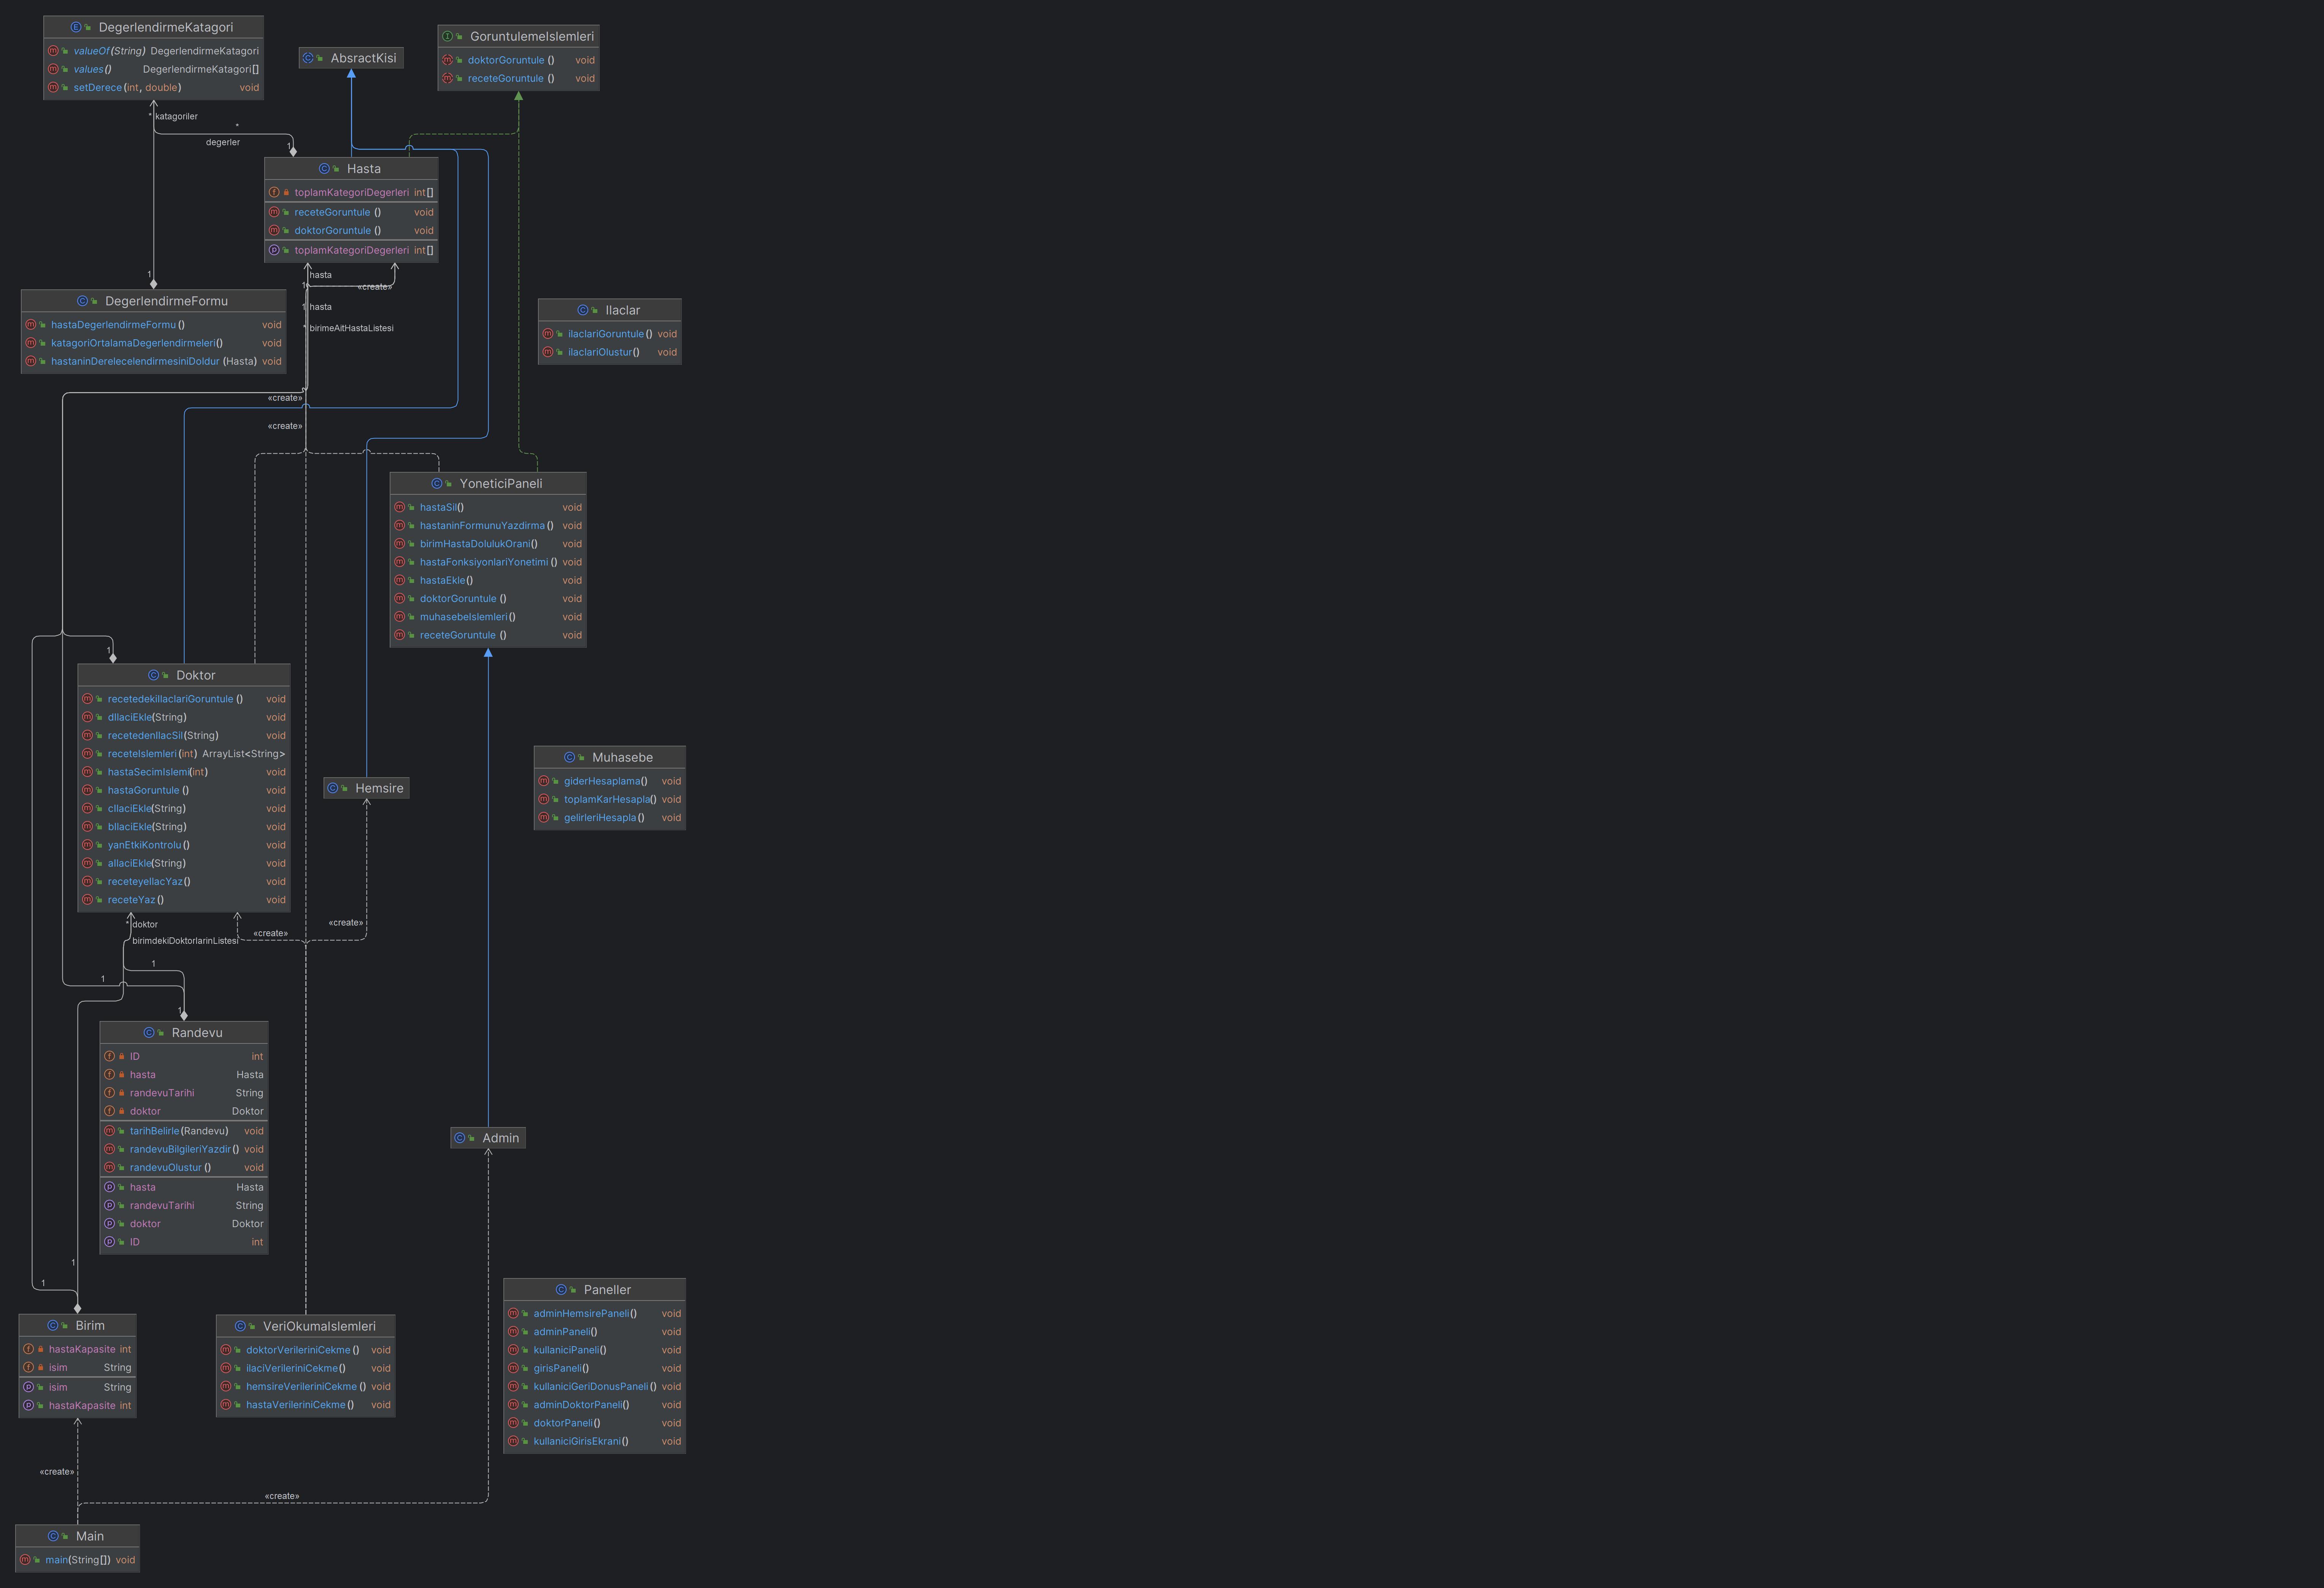 DegerlendirmeKatagori
valueOf(String) DegerlendirmeKatagori
values() DegerlendirmeKatagori[]
setDerece(int, double) void
AbsractKisi
GoruntulemeIslemleri
doktorGoruntule () void
receteGoruntule () void
* katagoriler
*
degerler
1
Hasta
toplamKategoriDegerleri int[]
receteGoruntule () void
doktorGoruntule () void
toplamKategoriDegerleri int[]
1
hasta
1
«create»
1 hasta
* birimeAitHastaListesi
DegerlendirmeFormu
hastaDegerlendirmeFormu () void
katagoriOrtalamaDegerlendirmeleri() void
hastaninDerelecelendirmesiniDoldur (Hasta) void
Ilaclar
ilaclariGoruntule() void
ilaclariOlustur() void
«create»
«create»
YoneticiPaneli
hastaSil() void
hastaninFormunuYazdirma () void
birimHastaDolulukOrani() void
hastaFonksiyonlariYonetimi () void
hastaEkle() void
doktorGoruntule () void
muhasebeIslemleri() void
receteGoruntule () void
1
Doktor
recetedekiIlaclariGoruntule () void
dIlaciEkle(String) void
recetedenIlacSil(String) void
receteIslemleri(int) ArrayList<String>
hastaSecimIslemi(int) void
hastaGoruntule () void
cIlaciEkle(String) void
bIlaciEkle(String) void
yanEtkiKontrolu () void
aIlaciEkle(String) void
receteyeIlacYaz() void
receteYaz() void
Hemsire
Muhasebe
giderHesaplama() void
toplamKarHesapla() void
gelirleriHesapla() void
* doktor
birimdekiDoktorlarinListesi
«create»
«create»
1
1
1
Randevu
ID int
hasta Hasta
randevuTarihi String
doktor Doktor
tarihBelirle(Randevu) void
randevuBilgileriYazdir() void
randevuOlustur () void
hasta Hasta
randevuTarihi String
doktor Doktor
ID int
Admin
1
1
Birim
hastaKapasite int
isim String
isim String
hastaKapasite int
VeriOkumaIslemleri
doktorVerileriniCekme () void
ilaciVerileriniCekme() void
hemsireVerileriniCekme () void
hastaVerileriniCekme () void
Paneller
adminHemsirePaneli() void
adminPaneli() void
kullaniciPaneli() void
girisPaneli() void
kullaniciGeriDonusPaneli () void
adminDoktorPaneli() void
doktorPaneli() void
kullaniciGirisEkrani() void
«create»
«create»
Main
main(String[]) void